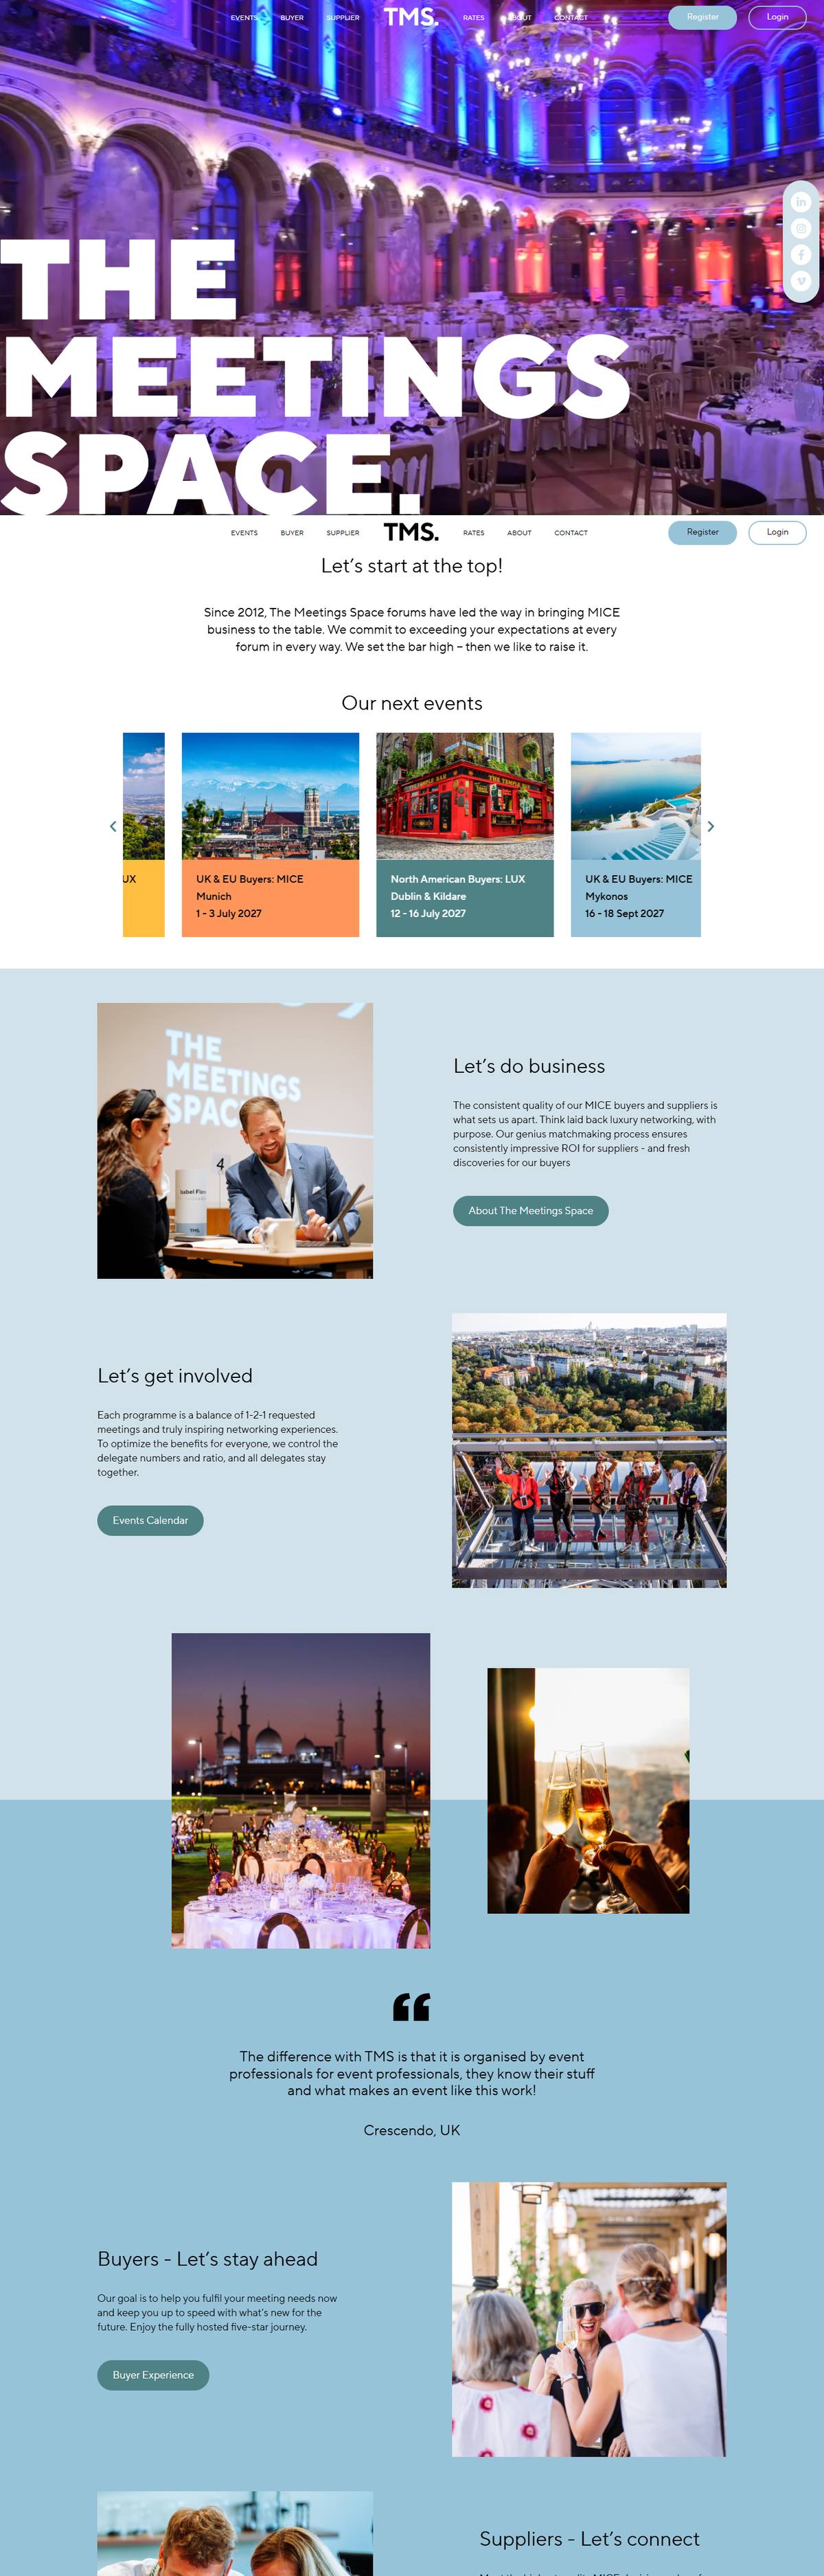 EVENTS BUYER SUPPLIER TMS. RATES ABOUT CONTACT Register Login
THE
MEETINGS
SPACE.
EVENTS BUYER SUPPLIER TMS. RATES ABOUT CONTACT Register Login
Let's start at the top!
Since 2012, The Meetings Space forums have led the way in bringing MICE
business to the table. We commit to exceeding your expectations at every
forum in every way. We set the bar high – then we like to raise it.
Our next events
UX
UK & EU Buyers: MICE
Munich
1 - 3 July 2027
THE TEMPLE BAR
North American Buyers: LUX
Dublin & Kildare
12 - 16 July 2027
UK & EU Buyers: MICE
Mykonos
16 - 18 Sept 2027
THE
MEETINGS
SPAC
4
TMS.
Let's do business
The consistent quality of our MICE buyers and suppliers is
what sets us apart. Think laid back luxury networking, with
purpose. Our genius matchmaking process ensures
consistently impressive ROI for suppliers - and fresh
discoveries for our buyers
About The Meetings Space
Let's get involved
Each programme is a balance of 1-2-1 requested
meetings and truly inspiring networking experiences.
To optimize the benefits for everyone, we control the
delegate numbers and ratio, and all delegates stay
together.
Events Calendar
The difference with TMS is that it is organised by event
professionals for event professionals, they know their stuff
and what makes an event like this work!
Crescendo, UK
Buyers - Let's stay ahead
Our goal is to help you fulfil your meeting needs now
and keep you up to speed with what's new for the
future. Enjoy the fully hosted five-star journey.
Buyer Experience
Suppliers - Let's connect